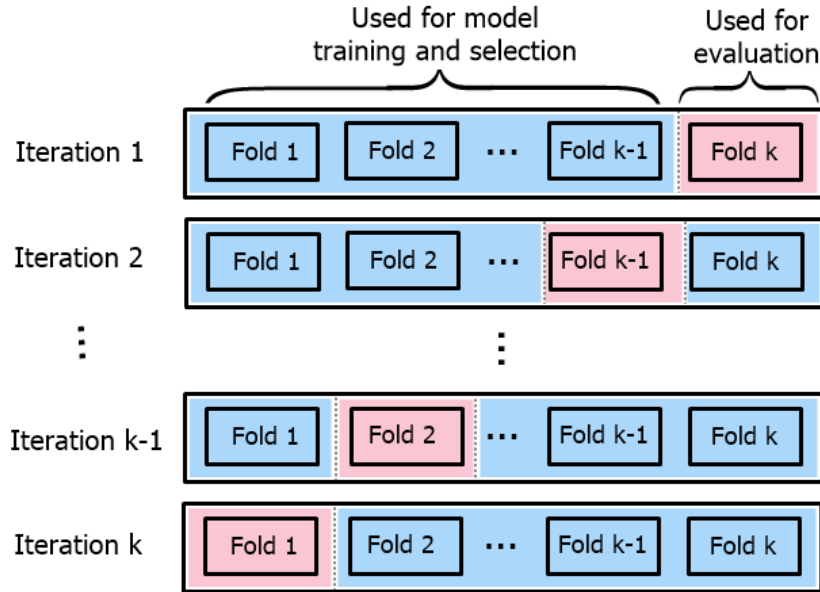 Used for model
training and selection
Used for
evaluation
Iteration 1
Fold 1 Fold 2 ... Fold k-1 Fold k
Iteration 2
Fold 1 Fold 2 ... Fold k-1 Fold k
⋮ ⋮
Iteration k-1
Fold 1 Fold 2 ... Fold k-1 Fold k
Iteration k
Fold 1 Fold 2 ... Fold k-1 Fold k